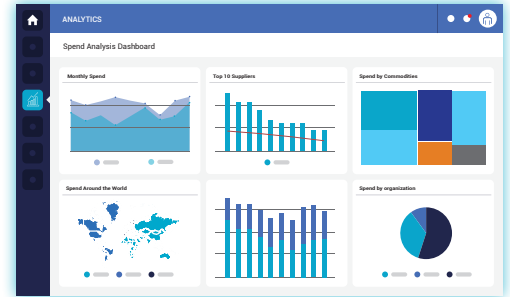 ANALYTICS
Spend Analysis Dashboard
Monthly Spend
Top 10 Suppliers
Spend by Commodities
Spend Around the World
Spend by organization